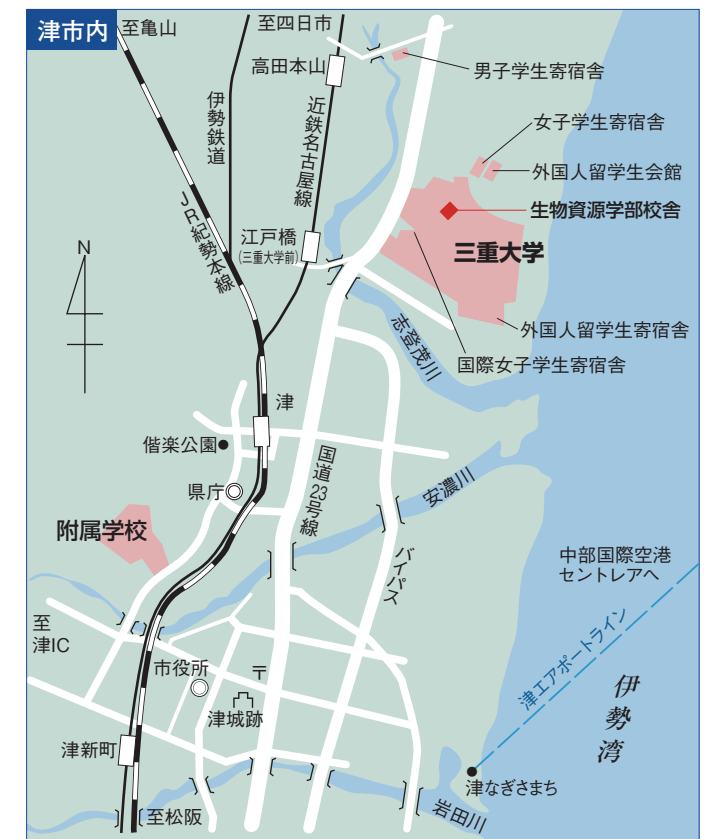 津市内
至亀山
至四日市
高田本山
男子学生寄宿舎
伊勢鉄道
近鉄名古屋線
女子学生寄宿舎
外国人留学生会館
生物資源学部校舎
JR紀勢本線
江戸橋
(三重大学前)
三重大学
N
志登茂川
外国人留学生寄宿舎
国際女子学生寄宿舎
津
偕楽公園
国道23号線
県庁
安濃川
附属学校
バイパス
中部国際空港
セントレアへ
至
津IC
津エアポートライン
市役所
〒
津城跡
伊勢湾
津新町
津なぎさまち
至松阪
岩田川